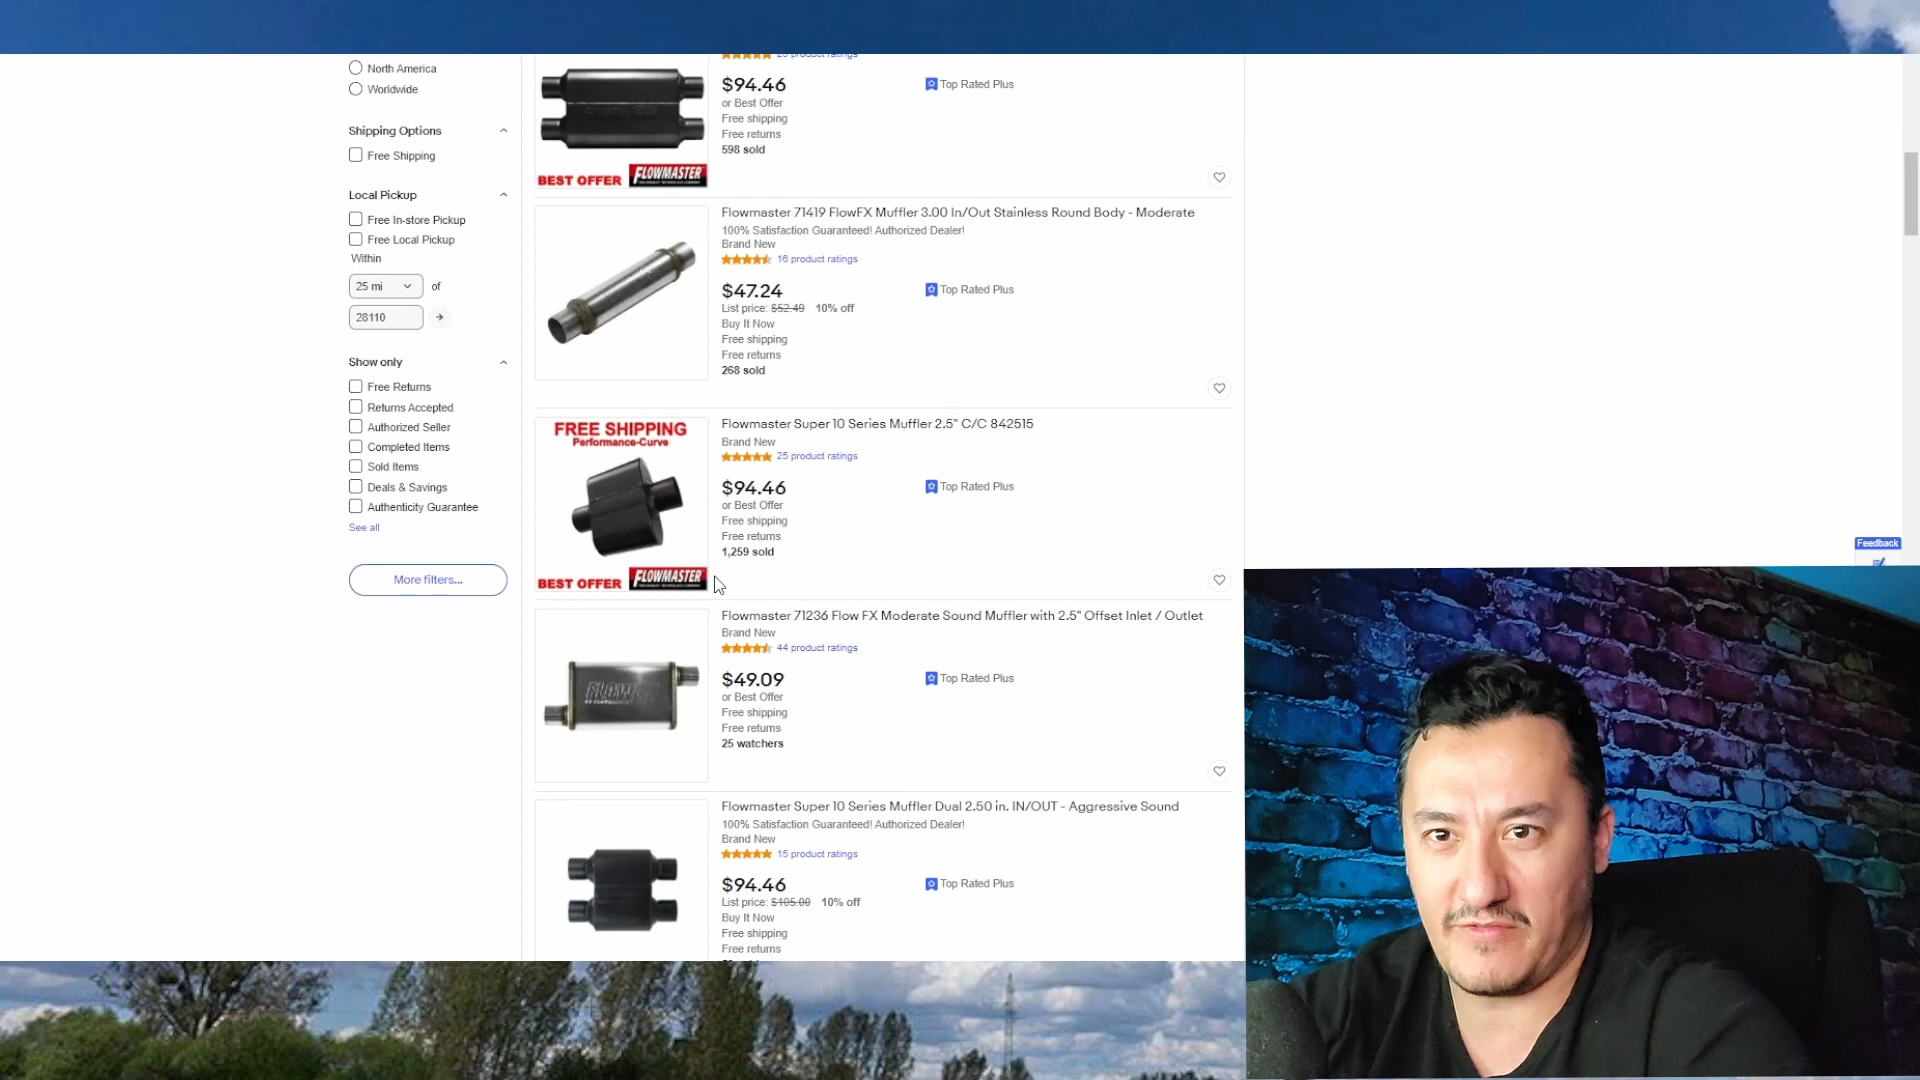 North America
Worldwide
Shipping Options
Free Shipping
Local Pickup
Free In-store Pickup
Free Local Pickup
Within
25 mi
of
28110
Show only
Free Returns
Returns Accepted
Authorized Seller
Completed Items
Sold Items
Deals & Savings
Authenticity Guarantee
See all
More filters...
product ratings
$94.46
or Best Offer
Free shipping
Free returns
598 sold
Top Rated Plus
BEST OFFER FLOWMASTER
Flowmaster 71419 FlowFX Muffler 3.00 In/Out Stainless Round Body - Moderate
100% Satisfaction Guaranteed! Authorized Dealer!
Brand New
16 product ratings
$47.24
List price: $52.49 10% off
Buy It Now
Free shipping
Free returns
268 sold
Top Rated Plus
FREE SHIPPING
Performance-Curve
BEST OFFER FLOWMASTER
Flowmaster Super 10 Series Muffler 2.5" C/C 842515
Brand New
25 product ratings
$94.46
or Best Offer
Free shipping
Free returns
1,259 sold
Top Rated Plus
Flowmaster 71236 Flow FX Moderate Sound Muffler with 2.5" Offset Inlet / Outlet
Brand New
44 product ratings
$49.09
or Best Offer
Free shipping
Free returns
25 watchers
Top Rated Plus
Flowmaster Super 10 Series Muffler Dual 2.50 in. IN/OUT - Aggressive Sound
100% Satisfaction Guaranteed! Authorized Dealer!
Brand New
15 product ratings
$94.46
List price: $105.00 10% off
Buy It Now
Free shipping
Free returns
Top Rated Plus
Feedback